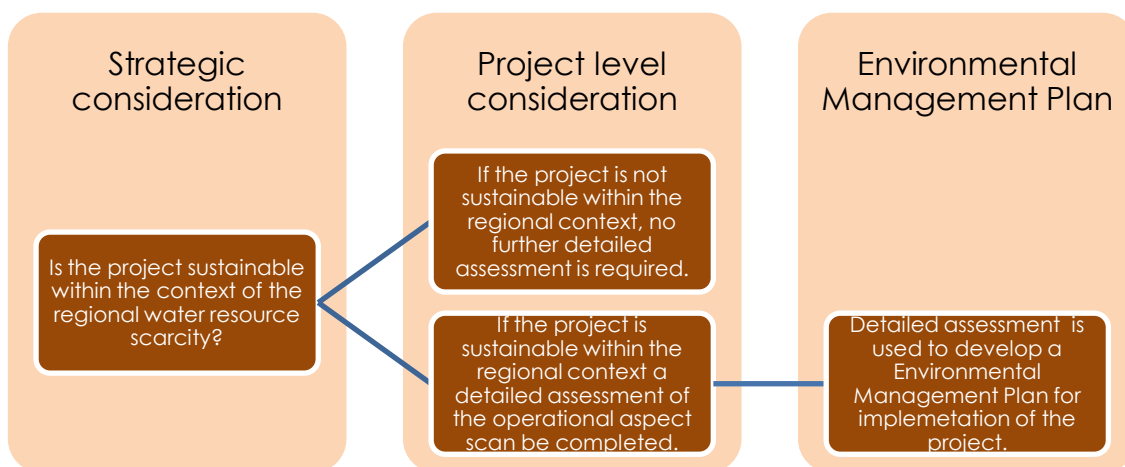 Strategic
consideration
Is the project sustainable
within the context of the
regional water resource
scarcity?
Project level
consideration
If the project is not
sustainable within the
regional context, no
further detailed
assessment is required.
If the project is
sustainable within the
regional context a
detailed assessment of
the operational aspect
scan be completed.
Environmental
Management Plan
Detailed assessment is
used to develop a
Environmental
Management Plan for
implemetation of the
project.